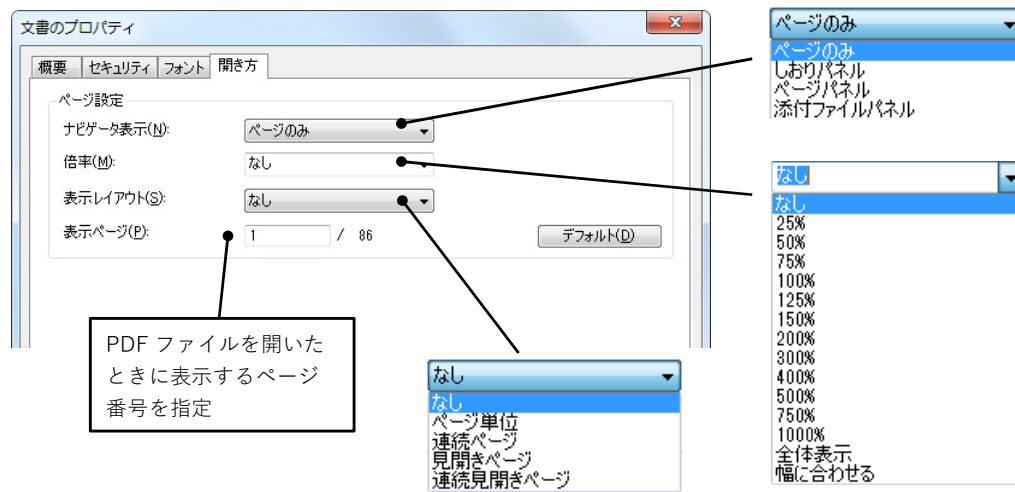 文書のプロパティ
概要 セキュリティ フォント 開き方
ページ設定
ナビゲータ表示(N): ページのみ
倍率(M): なし
表示レイアウト(S): なし
表示ページ(P): 1 / 86 デフォルト(D)
PDF ファイルを開いた
ときに表示するページ
番号を指定
ページのみ
ページのみ
しおりパネル
ページパネル
添付ファイルパネル
なし
なし
25%
50%
75%
100%
125%
150%
200%
300%
400%
500%
750%
1000%
全体表示
幅に合わせる
なし
なし
ページ単位
連続ページ
見開きページ
連続見開きページ